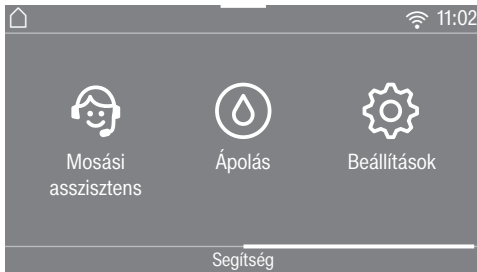 11:02
Mosási
asszisztens
Ápolás
Beállítások
Segítség